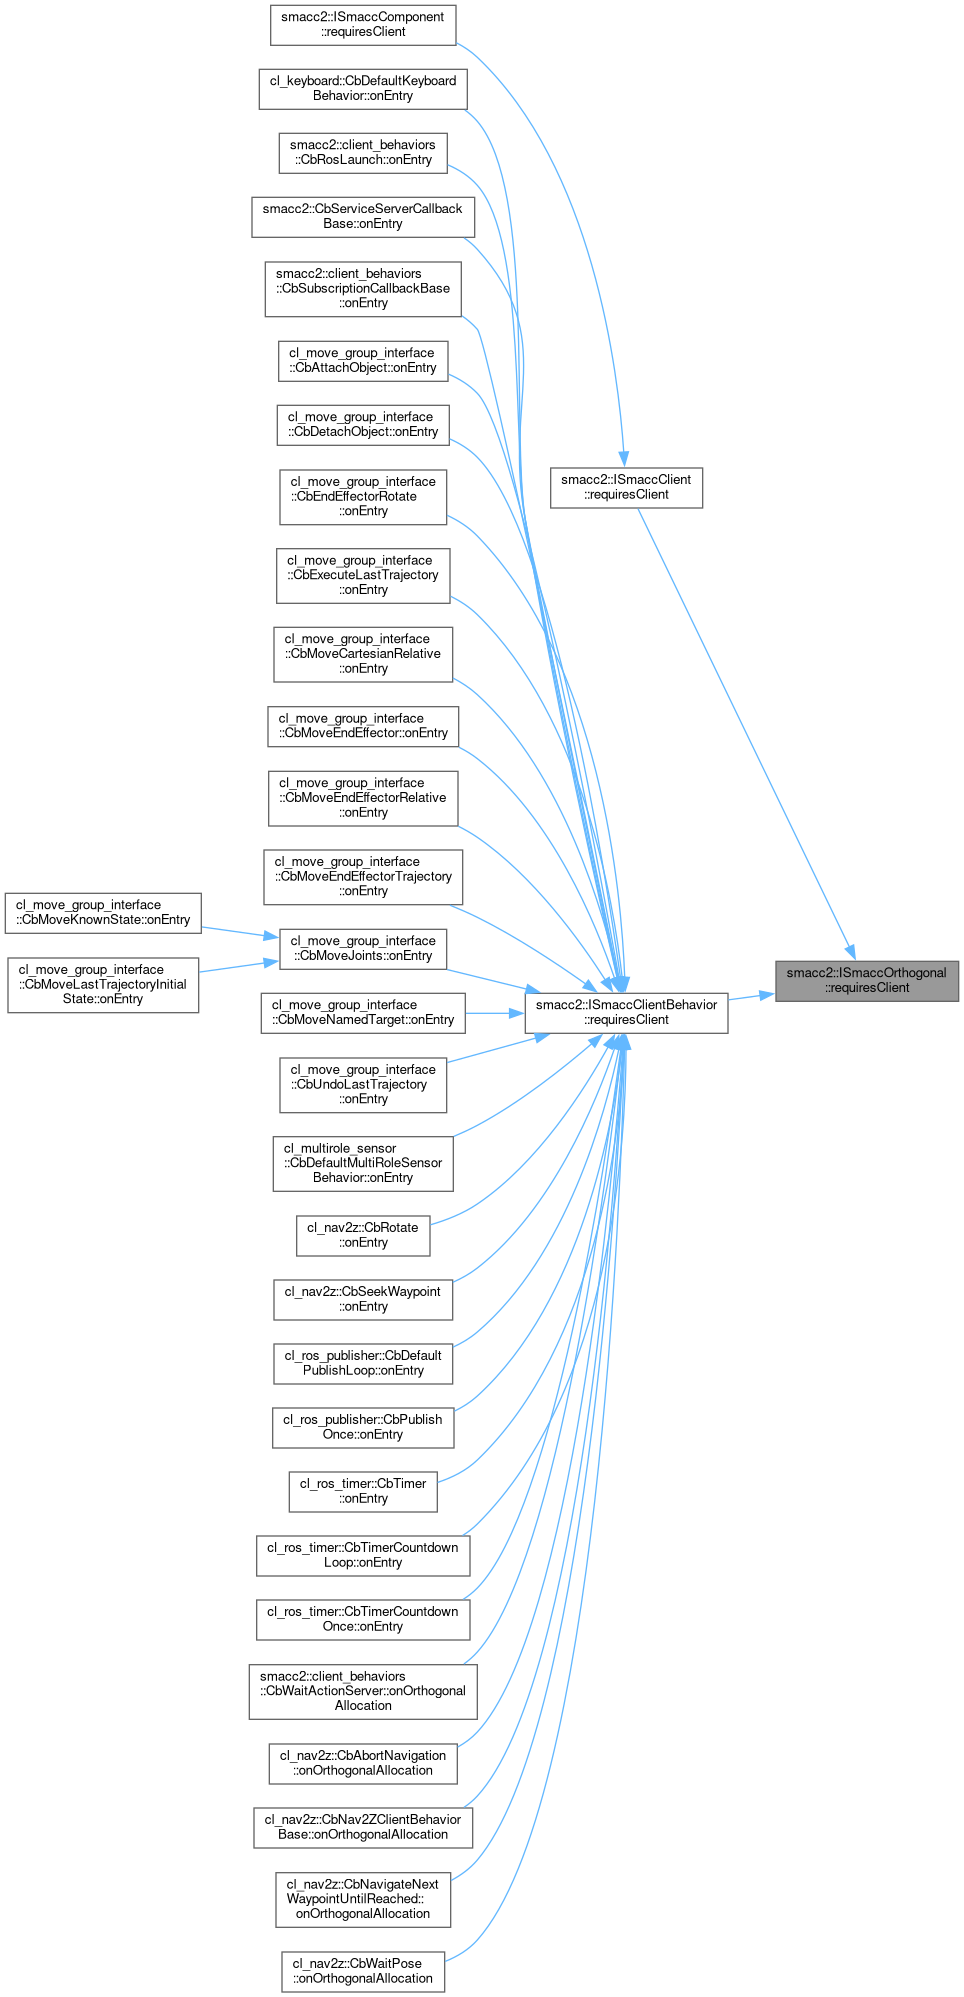 smacc2::ISmaccComponent
::requiresClient
cl_keyboard::CbDefaultKeyboard
Behavior::onEntry
smacc2::client_behaviors
::CbRosLaunch::onEntry
smacc2::CbServiceServerCallback
Base::onEntry
smacc2::client_behaviors
::CbSubscriptionCallbackBase
::onEntry
cl_move_group_interface
::CbAttachObject::onEntry
cl_move_group_interface
::CbDetachObject::onEntry
cl_move_group_interface
::CbEndEffectorRotate
::onEntry
smacc2::ISmaccClient
::requiresClient
cl_move_group_interface
::CbExecuteLastTrajectory
::onEntry
cl_move_group_interface
::CbMoveCartesianRelative
::onEntry
cl_move_group_interface
::CbMoveEndEffector::onEntry
cl_move_group_interface
::CbMoveEndEffectorRelative
::onEntry
cl_move_group_interface
::CbMoveEndEffectorTrajectory
::onEntry
cl_move_group_interface
::CbMoveKnownState::onEntry
cl_move_group_interface
::CbMoveJoints::onEntry
cl_move_group_interface
::CbMoveLastTrajectoryInitial
State::onEntry
smacc2::ISmaccOrthogonal
::requiresClient
cl_move_group_interface
::CbMoveNamedTarget::onEntry
smacc2::ISmaccClientBehavior
::requiresClient
cl_move_group_interface
::CbUndoLastTrajectory
::onEntry
cl_multirole_sensor
::CbDefaultMultiRoleSensor
Behavior::onEntry
cl_nav2z::CbRotate
::onEntry
cl_nav2z::CbSeekWaypoint
::onEntry
cl_ros_publisher::CbDefault
PublishLoop::onEntry
cl_ros_publisher::CbPublish
Once::onEntry
cl_ros_timer::CbTimer
::onEntry
cl_ros_timer::CbTimerCountdown
Loop::onEntry
cl_ros_timer::CbTimerCountdown
Once::onEntry
smacc2::client_behaviors
::CbWaitActionServer::onOrthogonal
Allocation
cl_nav2z::CbAbortNavigation
::onOrthogonalAllocation
cl_nav2z::CbNav2ZClientBehavior
Base::onOrthogonalAllocation
cl_nav2z::CbNavigateNext
WaypointUntilReached::
onOrthogonalAllocation
cl_nav2z::CbWaitPose
::onOrthogonalAllocation